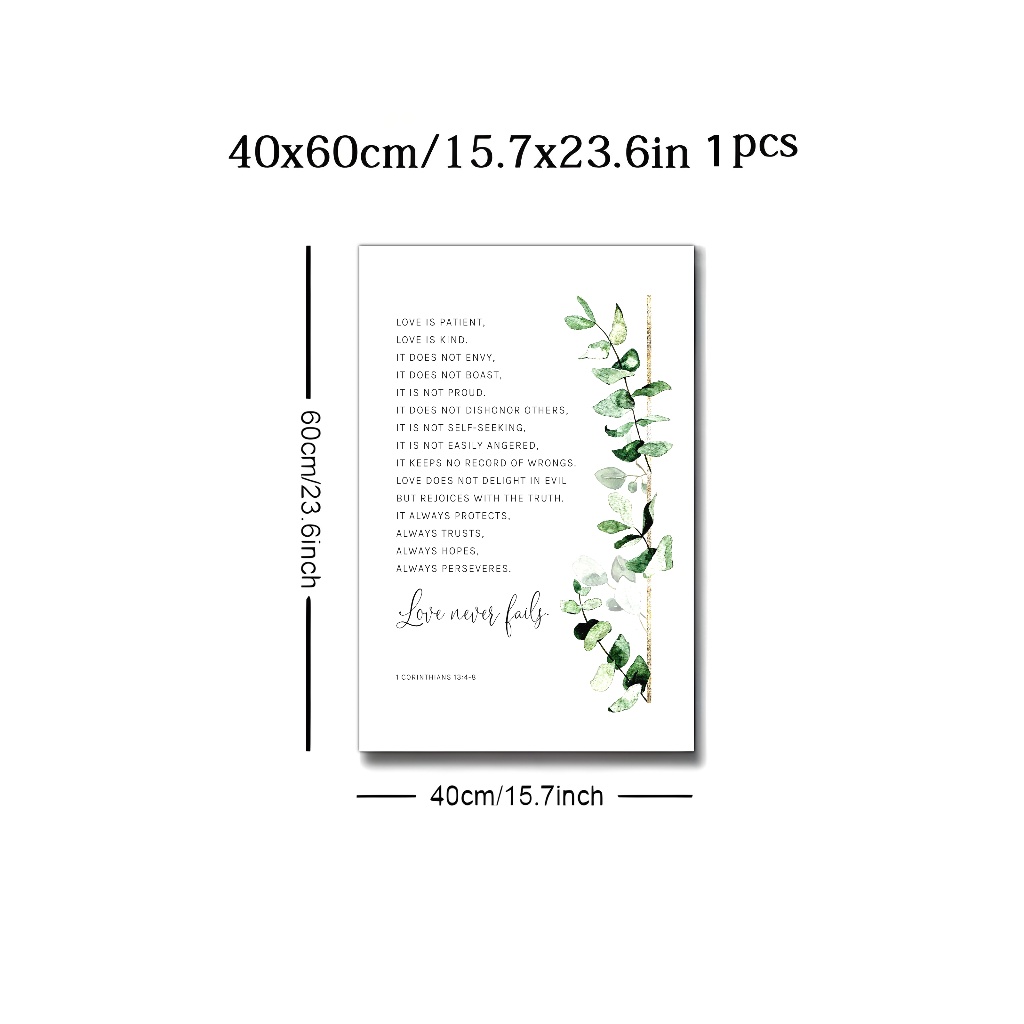 40x60cm/15.7x23.6in 1pcs
LOVE IS PATIENT,
LOVE IS KIND.
IT DOES NOT ENVY,
IT DOES NOT BOAST,
IT IS NOT PROUD.
IT DOES NOT DISHONOR OTHERS,
IT IS NOT SELF-SEEKING,
IT IS NOT EASILY ANGERED,
IT KEEPS NO RECORD OF WRONGS.
LOVE DOES NOT DELIGHT IN EVIL
BUT REJOICES WITH THE TRUTH.
IT ALWAYS PROTECTS,
ALWAYS TRUSTS,
ALWAYS HOPES,
ALWAYS PERSEVERES.
Love never fails.
1 CORINTHIANS 13:4-8
60cm/23.6inch
40cm/15.7inch